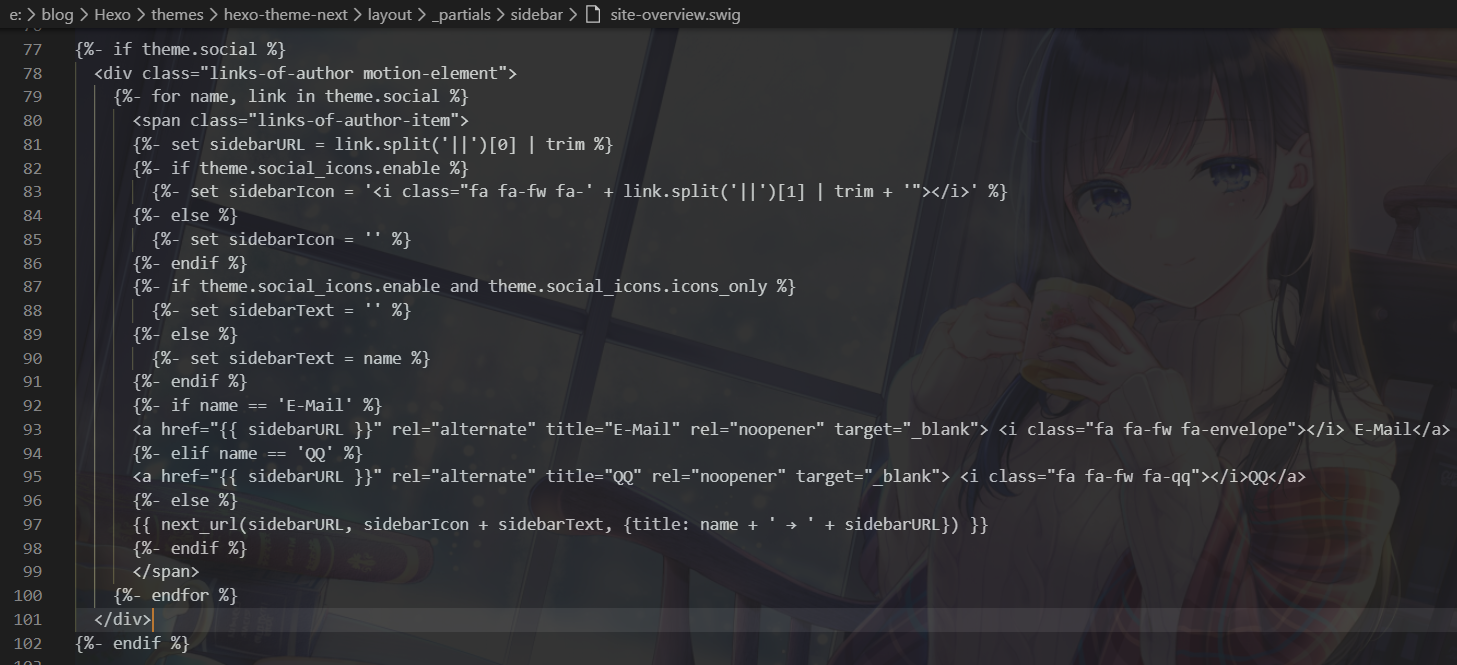 e: > blog > Hexo > themes > hexo-theme-next > layout > _partials > sidebar > site-overview.swig
77 {%- if theme.social %}
78 <div class="links-of-author motion-element">
79 {%- for name, link in theme.social %}
80 <span class="links-of-author-item">
81 {%- set sidebarURL = link.split('||')[0] | trim %}
82 {%- if theme.social_icons.enable %}
83 {%- set sidebarIcon = '<i class="fa fa-fw fa-' + link.split('||')[1] | trim + '"></i>' %}
84 {%- else %}
85 {%- set sidebarIcon = '' %}
86 {%- endif %}
87 {%- if theme.social_icons.enable and theme.social_icons.icons_only %}
88 {%- set sidebarText = '' %}
89 {%- else %}
90 {%- set sidebarText = name %}
91 {%- endif %}
92 {%- if name == 'E-Mail' %}
93 <a href="{{ sidebarURL }}" rel="alternate" title="E-Mail" rel="noopener" target="_blank"> <i class="fa fa-fw fa-envelope"></i> E-Mail</a>
94 {%- elif name == 'QQ' %}
95 <a href="{{ sidebarURL }}" rel="alternate" title="QQ" rel="noopener" target="_blank"> <i class="fa fa-fw fa-qq"></i>QQ</a>
96 {%- else %}
97 {{ next_url(sidebarURL, sidebarIcon + sidebarText, {title: name + ' → ' + sidebarURL}) }}
98 {%- endif %}
99 </span>
100 {%- endfor %}
101 </div>
102 {%- endif %}